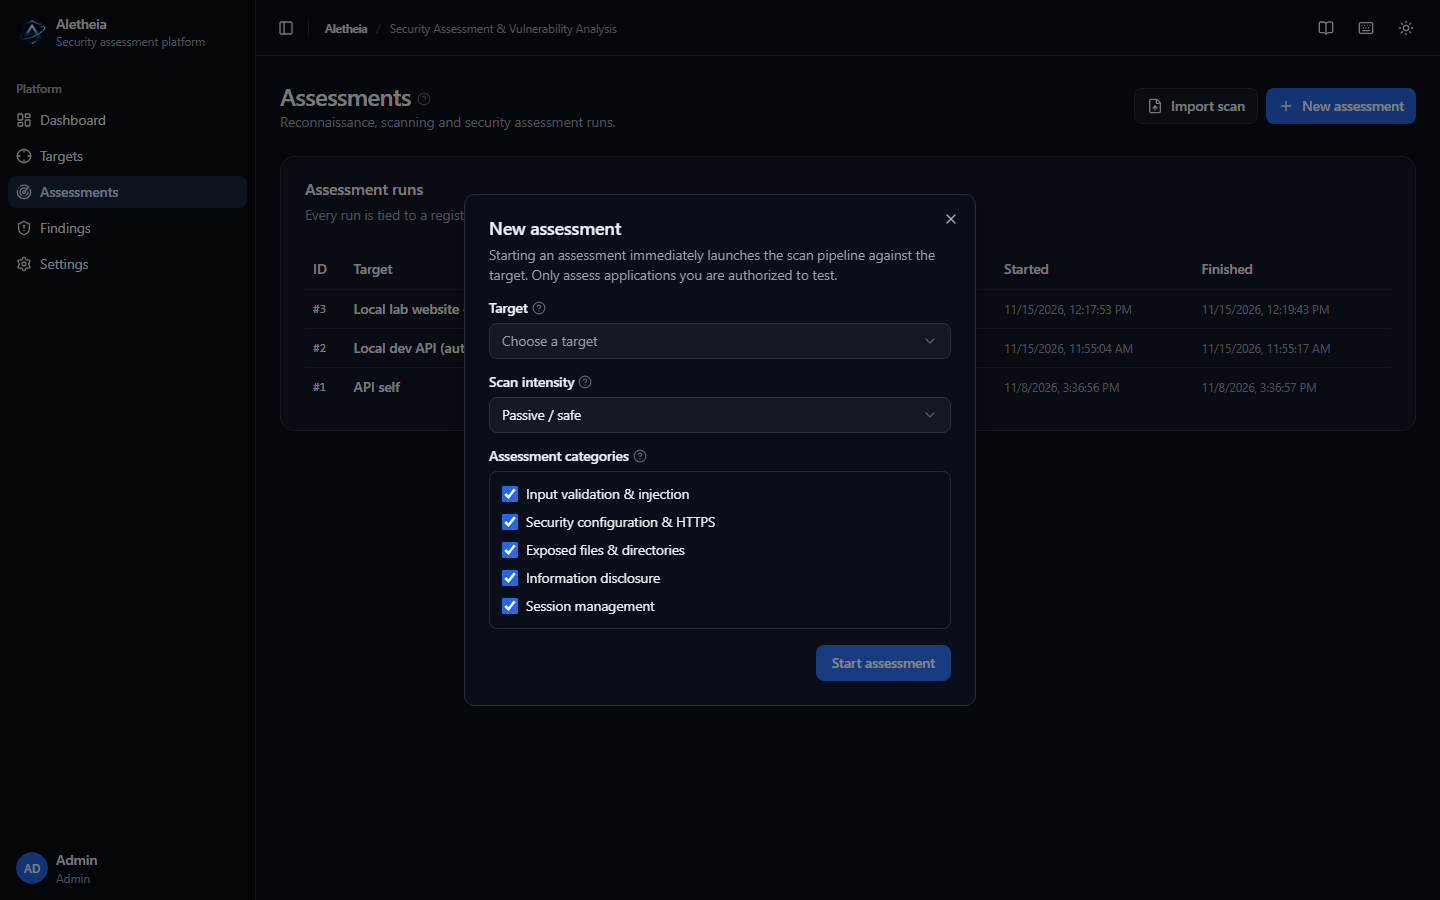 Aletheia
Security assessment platform
Platform
Dashboard
Targets
Assessments
Findings
Settings
AD
Admin
Admin
Aletheia / Security Assessment & Vulnerability Analysis
Assessments
Reconnaissance, scanning and security assessment runs.
Import scan
New assessment
Assessment runs
Every run is tied to a regist
ID Target Started Finished
#3 Local lab website 11/15/2026, 12:17:53 PM 11/15/2026, 12:19:43 PM
#2 Local dev API (aut 11/15/2026, 11:55:04 AM 11/15/2026, 11:55:17 AM
#1 API self 11/8/2026, 3:36:56 PM 11/8/2026, 3:36:57 PM
New assessment
Starting an assessment immediately launches the scan pipeline against the
target. Only assess applications you are authorized to test.
Target
Choose a target
Scan intensity
Passive / safe
Assessment categories
Input validation & injection
Security configuration & HTTPS
Exposed files & directories
Information disclosure
Session management
Start assessment